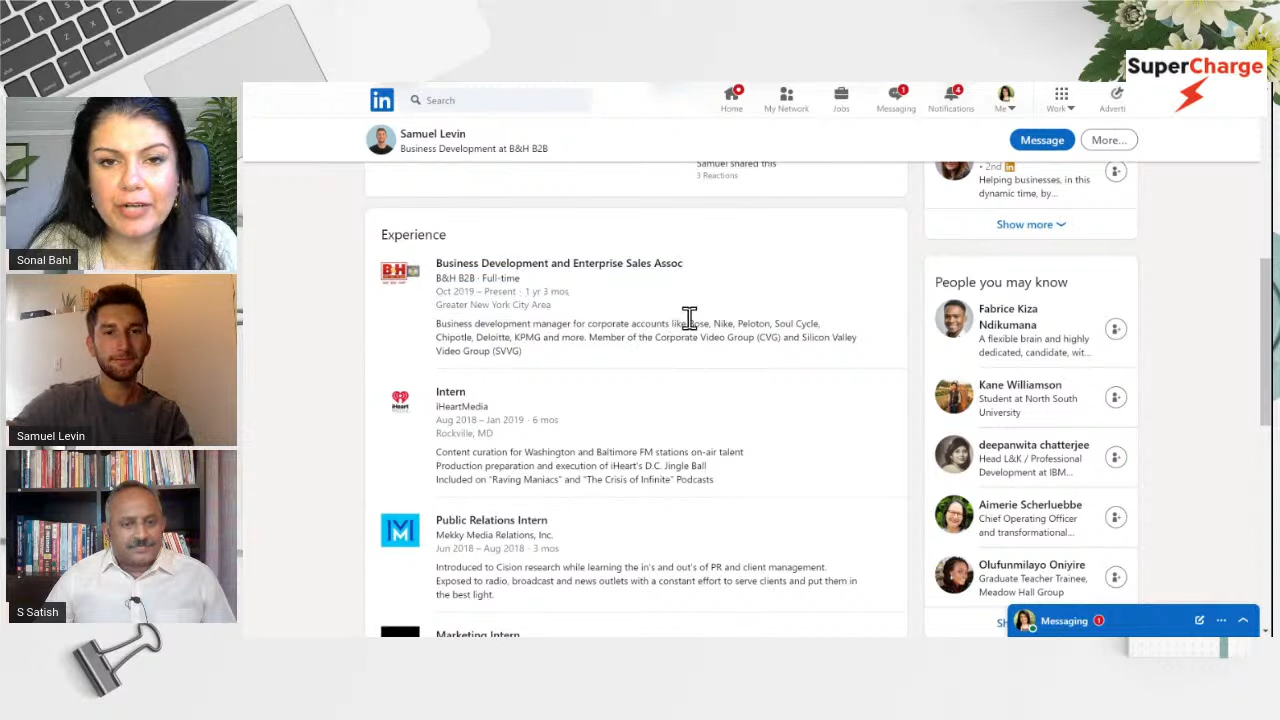 SuperCharge
in
Search
Home
My Network
Jobs
1
Messaging
4
Notifications
Me
Work
Adverti
Samuel Levin
Business Development at B&H B2B
Message
More...
Samuel shared this
3 Reactions
Experience
B&H
Business Development and Enterprise Sales Assoc
B&H B2B · Full-time
Oct 2019 – Present · 1 yr 3 mos
Greater New York City Area
Business development manager for corporate accounts like ose, Nike, Peloton, Soul Cycle,
Chipotle, Deloitte, KPMG and more. Member of the Corporate Video Group (CVG) and Silicon Valley
Video Group (SVVG)
iHeart
Intern
iHeartMedia
Aug 2018 – Jan 2019 · 6 mos
Rockville, MD
Content curation for Washington and Baltimore FM stations on-air talent
Production preparation and execution of iHeart's D.C. Jingle Ball
Included on "Raving Maniacs" and "The Crisis of Infinite" Podcasts
M
Public Relations Intern
Mekky Media Relations, Inc.
Jun 2018 – Aug 2018 · 3 mos
Introduced to Cision research while learning the in's and out's of PR and client management.
Exposed to radio, broadcast and news outlets with a constant effort to serve clients and put them in
the best light.
Marketing Intern
• 2nd in
Helping businesses, in this
dynamic time, by...
Show more
People you may know
Fabrice Kiza
Ndikumana
A flexible brain and highly
dedicated, candidate, wit...
Kane Williamson
Student at North South
University
deepanwita chatterjee
Head L&K / Professional
Development at IBM...
Aimerie Scherluebbe
Chief Operating Officer
and transformational...
Olufunmilayo Oniyire
Graduate Teacher Trainee,
Meadow Hall Group
Sh
Messaging 1
Sonal Bahl
Samuel Levin
S Satish